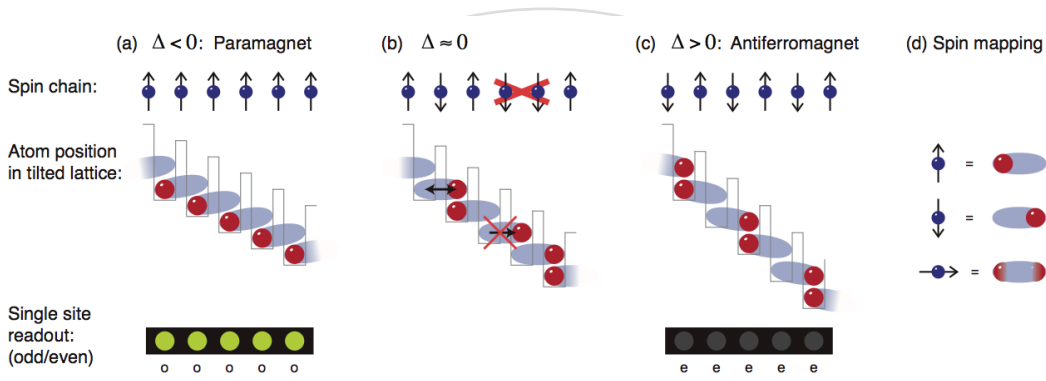 (a) Δ < 0: Paramagnet
(b) Δ ≈ 0
(c) Δ > 0: Antiferromagnet
(d) Spin mapping
Spin chain:
Atom position
in tilted lattice:
=
=
=
Single site
readout:
(odd/even)
o o o o o
e e e e e